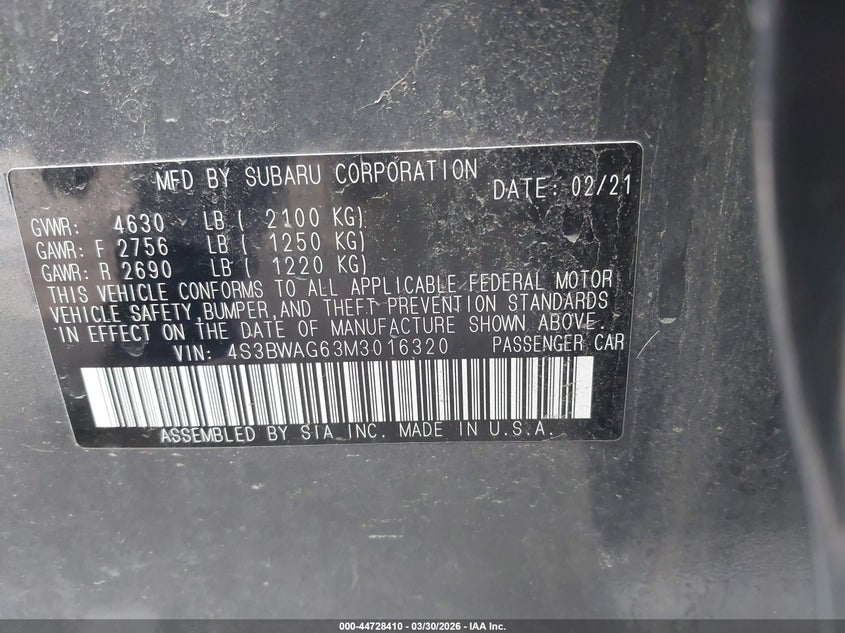 MFD BY SUBARU CORPORATION DATE: 02/21
GVWR: 4630 LB ( 2100 KG)
GAWR: F 2756 LB ( 1250 KG)
GAWR: R 2690 LB ( 1220 KG)
THIS VEHICLE CONFORMS TO ALL APPLICABLE FEDERAL MOTOR
VEHICLE SAFETY,BUMPER,AND THEFT PREVENTION STANDARDS
IN EFFECT ON THE DATE OF MANUFACTURE SHOWN ABOVE.
VIN: 4S3BWAG63M3016320 PASSENGER CAR
ASSEMBLED BY SIA INC. MADE IN U.S.A.
000-44728410 - 03/30/2026 - IAA Inc.